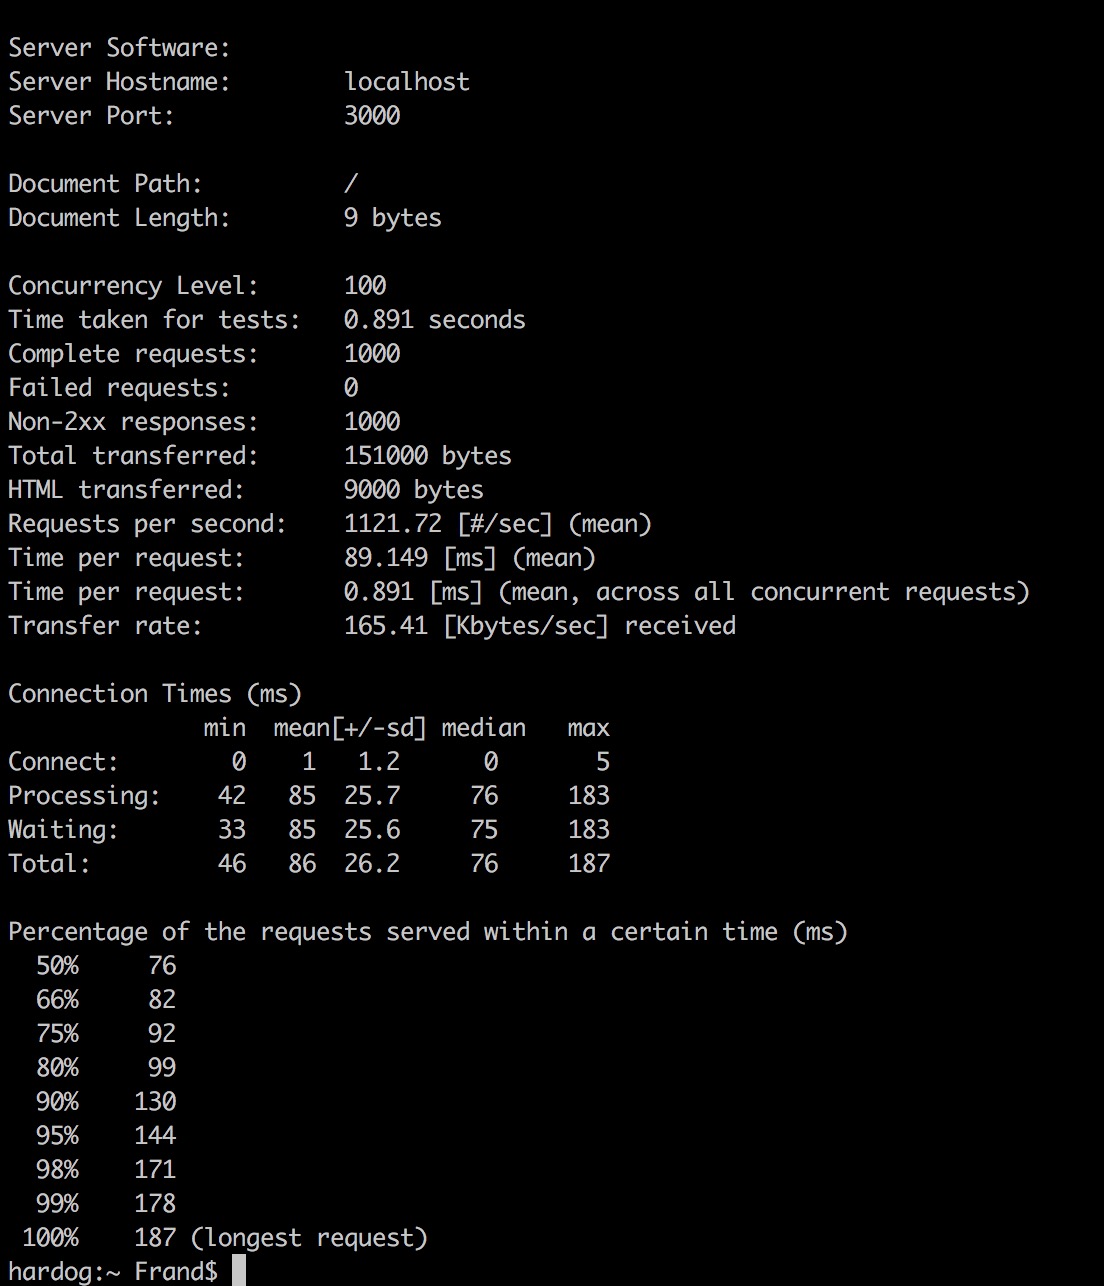 Server Software:
Server Hostname:        localhost
Server Port:            3000
Document Path:          /
Document Length:        9 bytes
Concurrency Level:      100
Time taken for tests:   0.891 seconds
Complete requests:      1000
Failed requests:        0
Non-2xx responses:      1000
Total transferred:      151000 bytes
HTML transferred:       9000 bytes
Requests per second:    1121.72 [#/sec] (mean)
Time per request:       89.149 [ms] (mean)
Time per request:       0.891 [ms] (mean, across all concurrent requests)
Transfer rate:          165.41 [Kbytes/sec] received
Connection Times (ms)
              min  mean[+/-sd] median   max
Connect:        0    1   1.2      0       5
Processing:    42   85  25.7     76     183
Waiting:       33   85  25.6     75     183
Total:         46   86  26.2     76     187
Percentage of the requests served within a certain time (ms)
  50%     76
  66%     82
  75%     92
  80%     99
  90%    130
  95%    144
  98%    171
  99%    178
 100%    187 (longest request)
hardog:~ Frand$